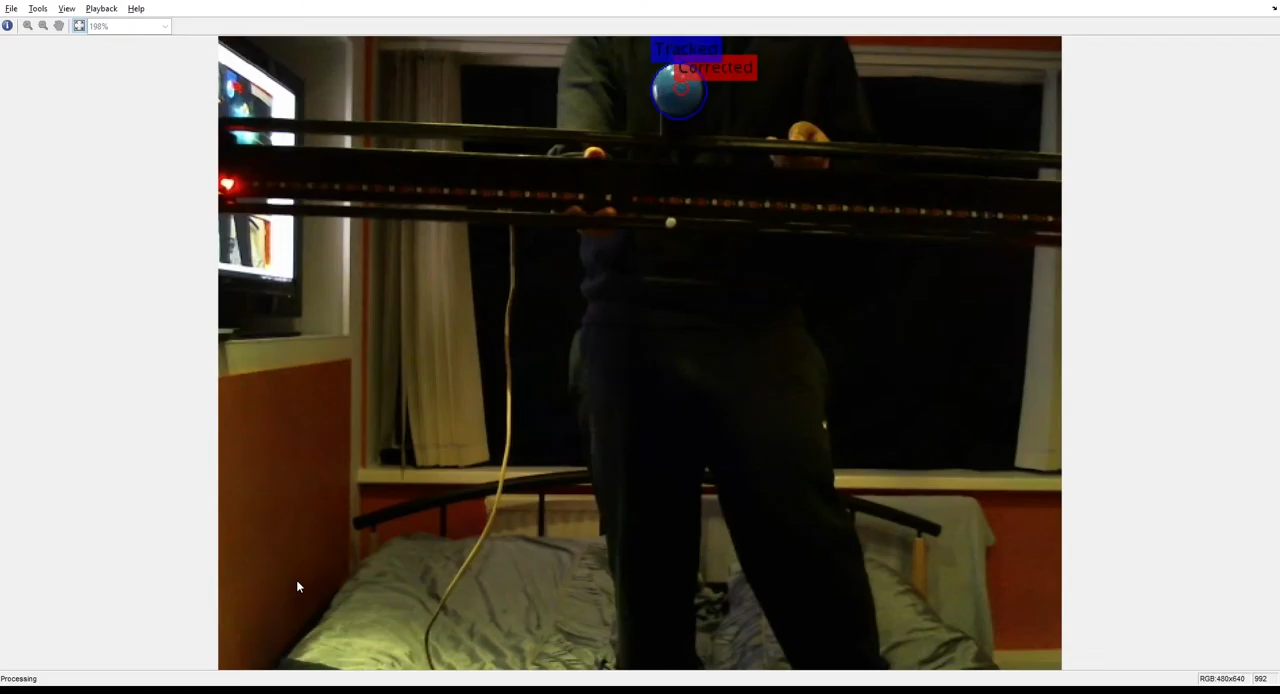 File Tools View Playback Help
198%
Tracked
Corrected
Processing RGB:480x640 992